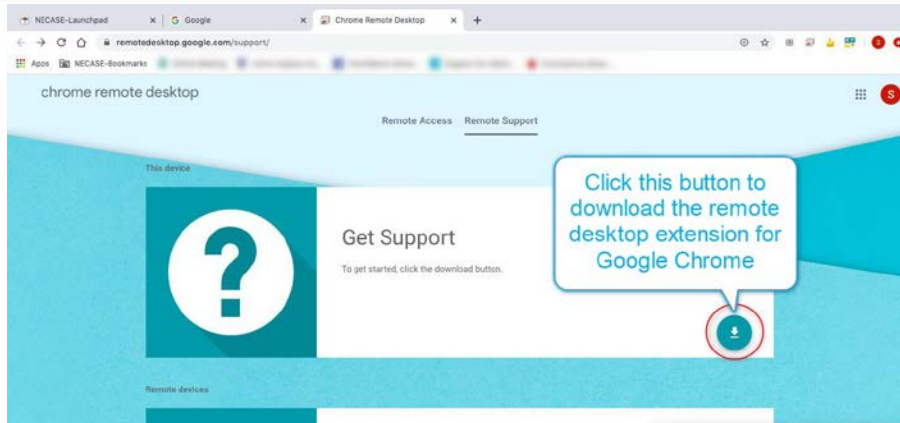 NECASE-Launchpad
Google
Chrome Remote Desktop
remotedesktop.google.com/support/
Apps
NECASE-Bookmarks
chrome remote desktop
S
Remote Access
Remote Support
This device
Click this button to
download the remote
desktop extension for
Google Chrome
Get Support
To get started, click the download button.
Remote devices